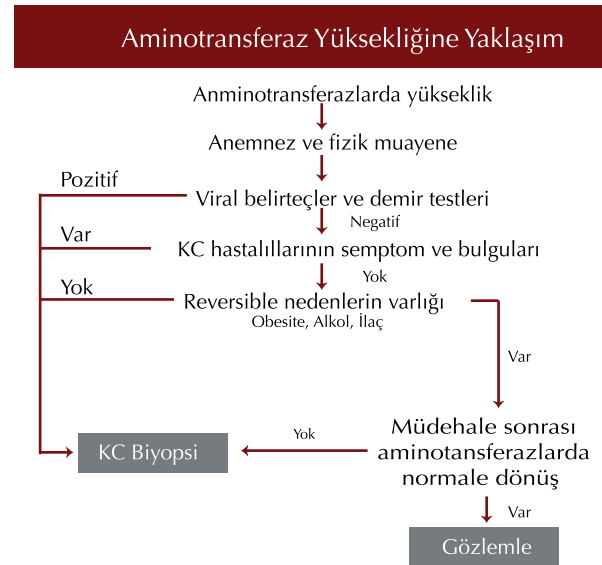 Aminotransferaz Yüksekliğine Yaklaşım
Anminotransferazlarda yükseklik
Anemnez ve fizik muayene
Pozitif
Viral belirteçler ve demir testleri
Negatif
Var
KC hastalıllarının semptom ve bulguları
Yok
Yok
Reversible nedenlerin varlığı
Obesite, Alkol, İlaç
Var
Müdehale sonrası
aminotansferazlarda
normale dönüş
Yok
KC Biyopsi
Var
Gözlemle